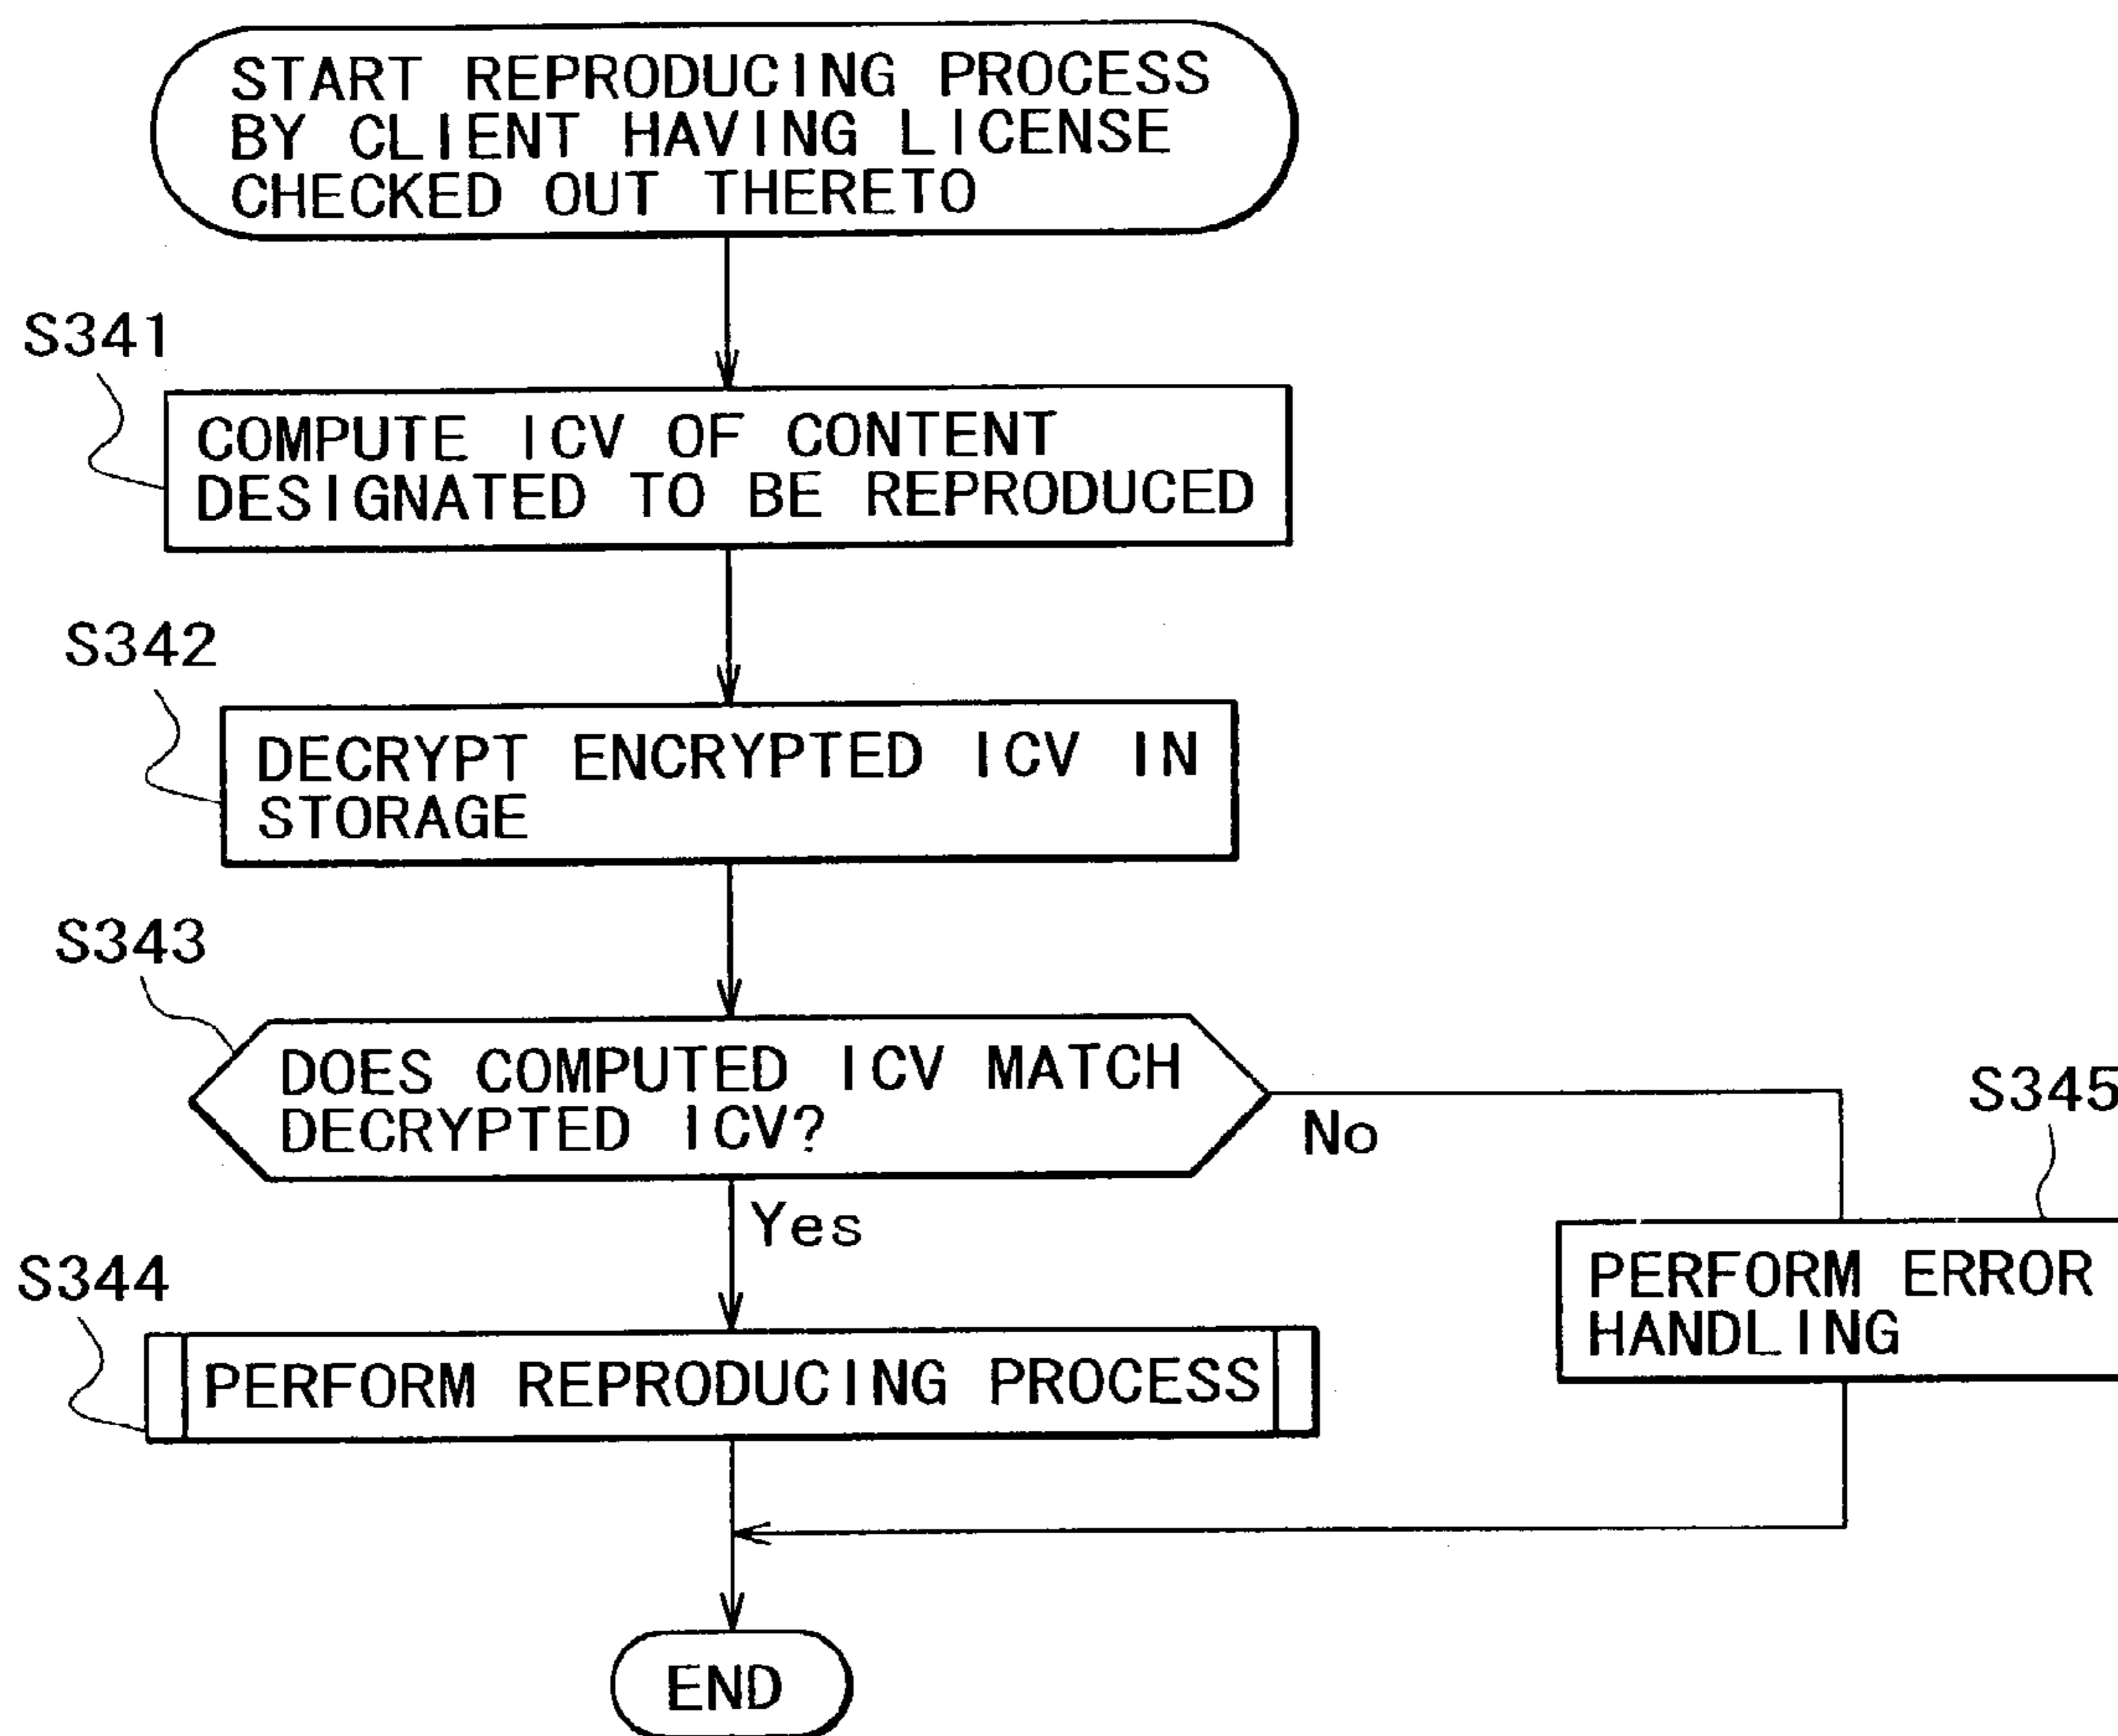 START REPRODUCING PROCESS
BY CLIENT HAVING LICENSE
CHECKED OUT THERETO
S341
COMPUTE ICV OF CONTENT
DESIGNATED TO BE REPRODUCED
S342
DECRYPT ENCRYPTED ICV IN
STORAGE
S343
DOES COMPUTED ICV MATCH
DECRYPTED ICV?
No
Yes
S345
PERFORM ERROR
HANDLING
S344
PERFORM REPRODUCING PROCESS
END